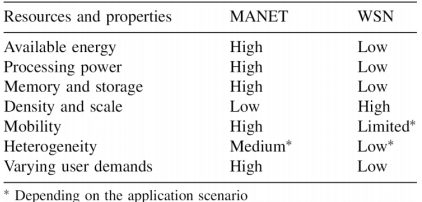 Resources and properties MANET WSN
Available energy High Low
Processing power High Low
Memory and storage High Low
Density and scale Low High
Mobility High Limited*
Heterogeneity Medium* Low*
Varying user demands High Low
* Depending on the application scenario